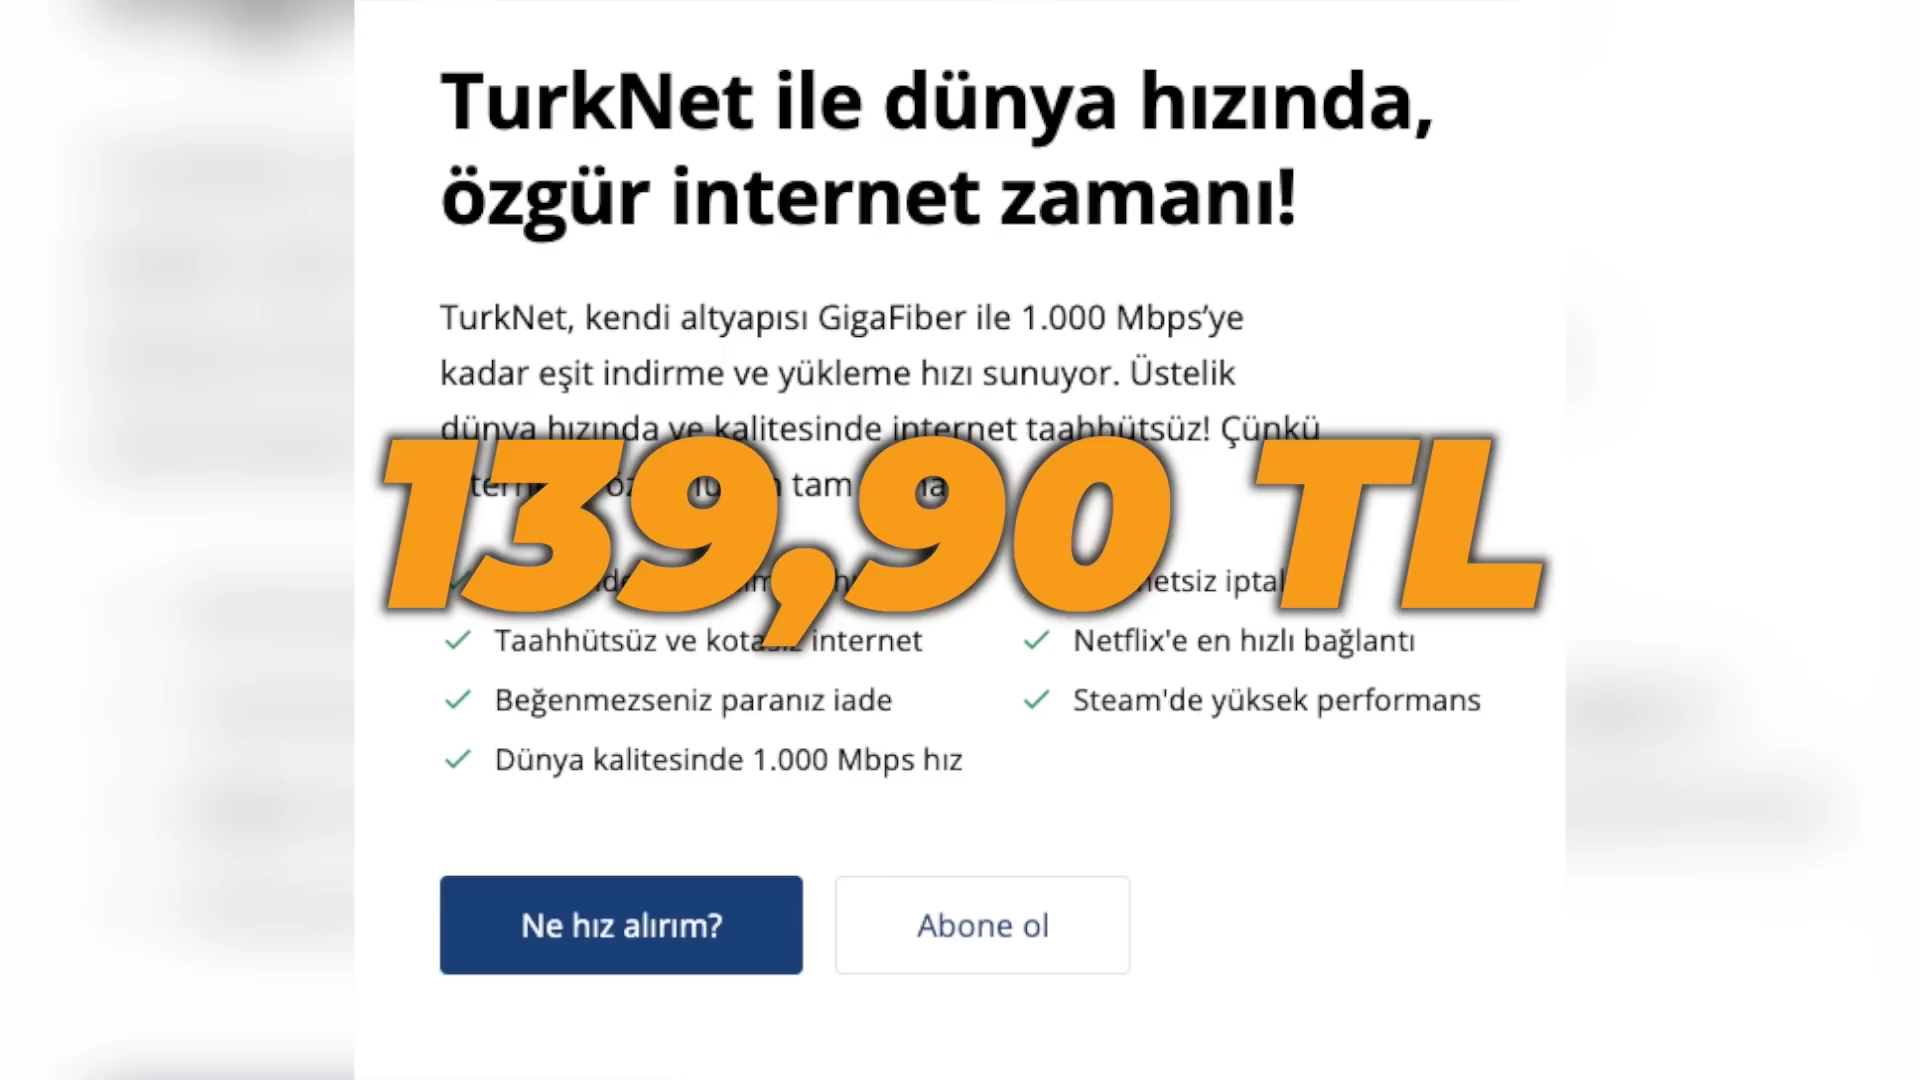 TurkNet ile dünya hızında,
özgür internet zamanı!
TurkNet, kendi altyapısı GigaFiber ile 1.000 Mbps’ye
kadar eşit indirme ve yükleme hızı sunuyor. Üstelik
dünya hızında ve kalitesinde internet taahhütsüz! Çünkü
tam
139,90 TL
iptal
Taahhütsüz ve kotasız internet
Netflix'e en hızlı bağlantı
Beğenmezseniz paranız iade
Steam'de yüksek performans
Dünya kalitesinde 1.000 Mbps hız
Ne hız alırım?
Abone ol